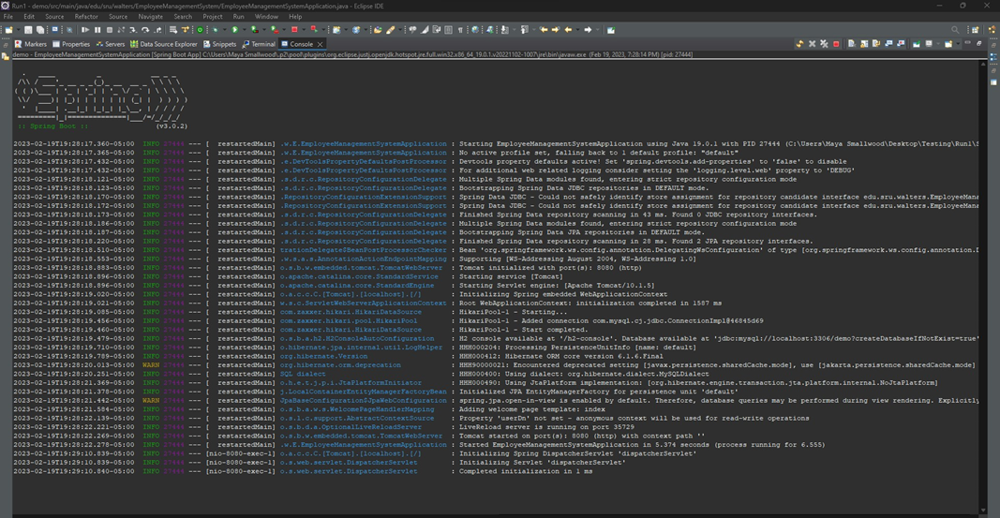 Run1 - demo/src/main/java/edu/sru/walters/EmployeeManagementSystem/EmployeeManagementSystemApplication.java - Eclipse IDE
File Edit Source Refactor Source Navigate Search Project Run Window Help
Markers Properties Servers Data Source Explorer Snippets Terminal Console
demo - EmployeeManagementSystemApplication [Spring Boot App] C:\Users\Maya Smallwood\.p2\pool\plugins\org.eclipse.justj.openjdk.hotspot.jre.full.win32.x86_64_19.0.1.v20221102-1007\jre\bin\javaw.exe (Feb 19, 2023, 7:28:14 PM) [pid: 27444]
:: Spring Boot :: (v3.0.2)
2023-02-19T19:28:17.360-05:00 INFO 27444 --- [ restartedMain] .w.E.EmployeeManagementSystemApplication : Starting EmployeeManagementSystemApplication using Java 19.0.1 with PID 27444 (C:\Users\Maya Smallwood\Desktop\Testing\Run1\S
2023-02-19T19:28:17.432-05:00 INFO 27444 --- [ restartedMain] .w.E.EmployeeManagementSystemApplication : No active profile set, falling back to 1 default profile: "default"
2023-02-19T19:28:17.432-05:00 INFO 27444 --- [ restartedMain] .e.DevToolsPropertyDefaultsPostProcessor : Devtools property defaults active! Set 'spring.devtools.add-properties' to 'false' to disable
2023-02-19T19:28:17.432-05:00 INFO 27444 --- [ restartedMain] .e.DevToolsPropertyDefaultsPostProcessor : For additional web related logging consider setting the 'logging.level.web' property to 'DEBUG'
2023-02-19T19:28:18.121-05:00 INFO 27444 --- [ restartedMain] .s.d.r.c.RepositoryConfigurationDelegate : Multiple Spring Data modules found, entering strict repository configuration mode
2023-02-19T19:28:18.123-05:00 INFO 27444 --- [ restartedMain] .s.d.r.c.RepositoryConfigurationDelegate : Bootstrapping Spring Data JDBC repositories in DEFAULT mode.
2023-02-19T19:28:18.170-05:00 INFO 27444 --- [ restartedMain] .RepositoryConfigurationExtensionSupport : Spring Data JDBC - Could not safely identify store assignment for repository candidate interface edu.sru.walters.EmployeeMana
2023-02-19T19:28:18.172-05:00 INFO 27444 --- [ restartedMain] .RepositoryConfigurationExtensionSupport : Spring Data JDBC - Could not safely identify store assignment for repository candidate interface edu.sru.walters.EmployeeMana
2023-02-19T19:28:18.173-05:00 INFO 27444 --- [ restartedMain] .s.d.r.c.RepositoryConfigurationDelegate : Finished Spring Data repository scanning in 43 ms. Found 0 JDBC repository interfaces.
2023-02-19T19:28:18.186-05:00 INFO 27444 --- [ restartedMain] .s.d.r.c.RepositoryConfigurationDelegate : Multiple Spring Data modules found, entering strict repository configuration mode
2023-02-19T19:28:18.187-05:00 INFO 27444 --- [ restartedMain] .s.d.r.c.RepositoryConfigurationDelegate : Bootstrapping Spring Data JPA repositories in DEFAULT mode.
2023-02-19T19:28:18.220-05:00 INFO 27444 --- [ restartedMain] .s.d.r.c.RepositoryConfigurationDelegate : Finished Spring Data repository scanning in 28 ms. Found 2 JPA repository interfaces.
2023-02-19T19:28:18.510-05:00 INFO 27444 --- [ restartedMain] trationDelegate$BeanPostProcessorChecker : Bean 'org.springframework.ws.config.annotation.DelegatingWsConfiguration' of type [org.springframework.ws.config.annotation.D
2023-02-19T19:28:18.553-05:00 INFO 27444 --- [ restartedMain] .w.s.a.s.AnnotationActionEndpointMapping : Supporting [WS-Addressing August 2004, WS-Addressing 1.0]
2023-02-19T19:28:18.883-05:00 INFO 27444 --- [ restartedMain] o.s.b.w.embedded.tomcat.TomcatWebServer : Tomcat initialized with port(s): 8080 (http)
2023-02-19T19:28:18.896-05:00 INFO 27444 --- [ restartedMain] o.apache.catalina.core.StandardService : Starting service [Tomcat]
2023-02-19T19:28:18.896-05:00 INFO 27444 --- [ restartedMain] o.apache.catalina.core.StandardEngine : Starting Servlet engine: [Apache Tomcat/10.1.5]
2023-02-19T19:28:19.020-05:00 INFO 27444 --- [ restartedMain] o.a.c.c.C.[Tomcat].[localhost].[/] : Initializing Spring embedded WebApplicationContext
2023-02-19T19:28:19.021-05:00 INFO 27444 --- [ restartedMain] w.s.c.ServletWebServerApplicationContext : Root WebApplicationContext: initialization completed in 1587 ms
2023-02-19T19:28:19.085-05:00 INFO 27444 --- [ restartedMain] com.zaxxer.hikari.HikariDataSource : HikariPool-1 - Starting...
2023-02-19T19:28:19.456-05:00 INFO 27444 --- [ restartedMain] com.zaxxer.hikari.pool.HikariPool : HikariPool-1 - Added connection com.mysql.cj.jdbc.ConnectionImpl@46845d69
2023-02-19T19:28:19.460-05:00 INFO 27444 --- [ restartedMain] com.zaxxer.hikari.HikariDataSource : HikariPool-1 - Start completed.
2023-02-19T19:28:19.479-05:00 INFO 27444 --- [ restartedMain] o.s.b.a.h2.H2ConsoleAutoConfiguration : H2 console available at '/h2-console'. Database available at 'jdbc:mysql://localhost:3306/demo?createDatabaseIfNotExist=true'
2023-02-19T19:28:19.710-05:00 INFO 27444 --- [ restartedMain] o.hibernate.jpa.internal.util.LogHelper : HHH000204: Processing PersistenceUnitInfo [name: default]
2023-02-19T19:28:19.789-05:00 INFO 27444 --- [ restartedMain] org.hibernate.Version : HHH000412: Hibernate ORM core version 6.1.6.Final
2023-02-19T19:28:20.013-05:00 WARN 27444 --- [ restartedMain] org.hibernate.orm.deprecation : HHH90000021: Encountered deprecated setting [javax.persistence.sharedCache.mode], use [jakarta.persistence.sharedCache.mode]
2023-02-19T19:28:20.251-05:00 INFO 27444 --- [ restartedMain] SQL dialect : HHH000400: Using dialect: org.hibernate.dialect.MySQLDialect
2023-02-19T19:28:21.369-05:00 INFO 27444 --- [ restartedMain] o.h.e.t.j.p.i.JtaPlatformInitiator : HHH000490: Using JtaPlatform implementation: [org.hibernate.engine.transaction.jta.platform.internal.NoJtaPlatform]
2023-02-19T19:28:21.378-05:00 INFO 27444 --- [ restartedMain] j.LocalContainerEntityManagerFactoryBean : Initialized JPA EntityManagerFactory for persistence unit 'default'
2023-02-19T19:28:21.442-05:00 WARN 27444 --- [ restartedMain] JpaBaseConfiguration$JpaWebConfiguration : spring.jpa.open-in-view is enabled by default. Therefore, database queries may be performed during view rendering. Explicitly
2023-02-19T19:28:21.584-05:00 INFO 27444 --- [ restartedMain] o.s.b.a.w.s.WelcomePageHandlerMapping : Adding welcome page template: index
2023-02-19T19:28:22.139-05:00 INFO 27444 --- [ restartedMain] o.s.l.c.support.AbstractContextSource : Property 'userDn' not set - anonymous context will be used for read-write operations
2023-02-19T19:28:22.221-05:00 INFO 27444 --- [ restartedMain] o.s.b.d.a.OptionalLiveReloadServer : LiveReload server is running on port 35729
2023-02-19T19:28:22.269-05:00 INFO 27444 --- [ restartedMain] o.s.b.w.embedded.tomcat.TomcatWebServer : Tomcat started on port(s): 8080 (http) with context path ''
2023-02-19T19:28:22.278-05:00 INFO 27444 --- [ restartedMain] .w.E.EmployeeManagementSystemApplication : Started EmployeeManagementSystemApplication in 5.374 seconds (process running for 6.555)
2023-02-19T19:29:10.839-05:00 INFO 27444 --- [nio-8080-exec-1] o.a.c.c.C.[Tomcat].[localhost].[/] : Initializing Spring DispatcherServlet 'dispatcherServlet'
2023-02-19T19:29:10.839-05:00 INFO 27444 --- [nio-8080-exec-1] o.s.web.servlet.DispatcherServlet : Initializing Servlet 'dispatcherServlet'
2023-02-19T19:29:10.840-05:00 INFO 27444 --- [nio-8080-exec-1] o.s.web.servlet.DispatcherServlet : Completed initialization in 1 ms